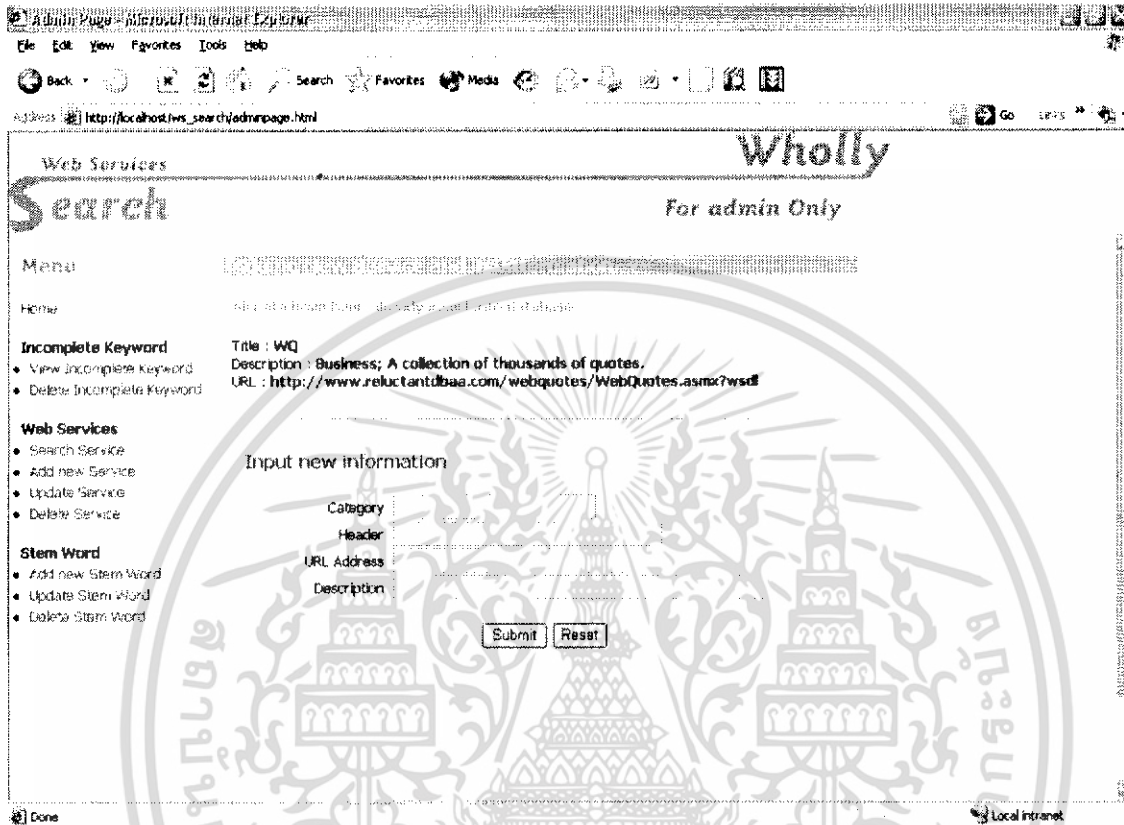 Admin Page - Microsoft Internet Explorer
File Edit View Favorites Tools Help
Back Search Favorites Media
Address http://localhost/ws_search/adminpage.html Go Links »
Web Services Wholly
Search For admin Only
Menu
Home
Incomplete Keyword
• View Incomplete Keyword
• Delete Incomplete Keyword
Web Services
• Search Service
• Add new Service
• Update Service
• Delete Service
Stem Word
• Add new Stem Word
• Update Stem Word
• Delete Stem Word
Title : WQ
Description : Business; A collection of thousands of quotes.
URL : http://www.reluctantdbaa.com/webquotes/WebQuotes.asmx?wsdl
Input new information
Category
Header
URL Address
Description
Submit Reset
Done Local intranet